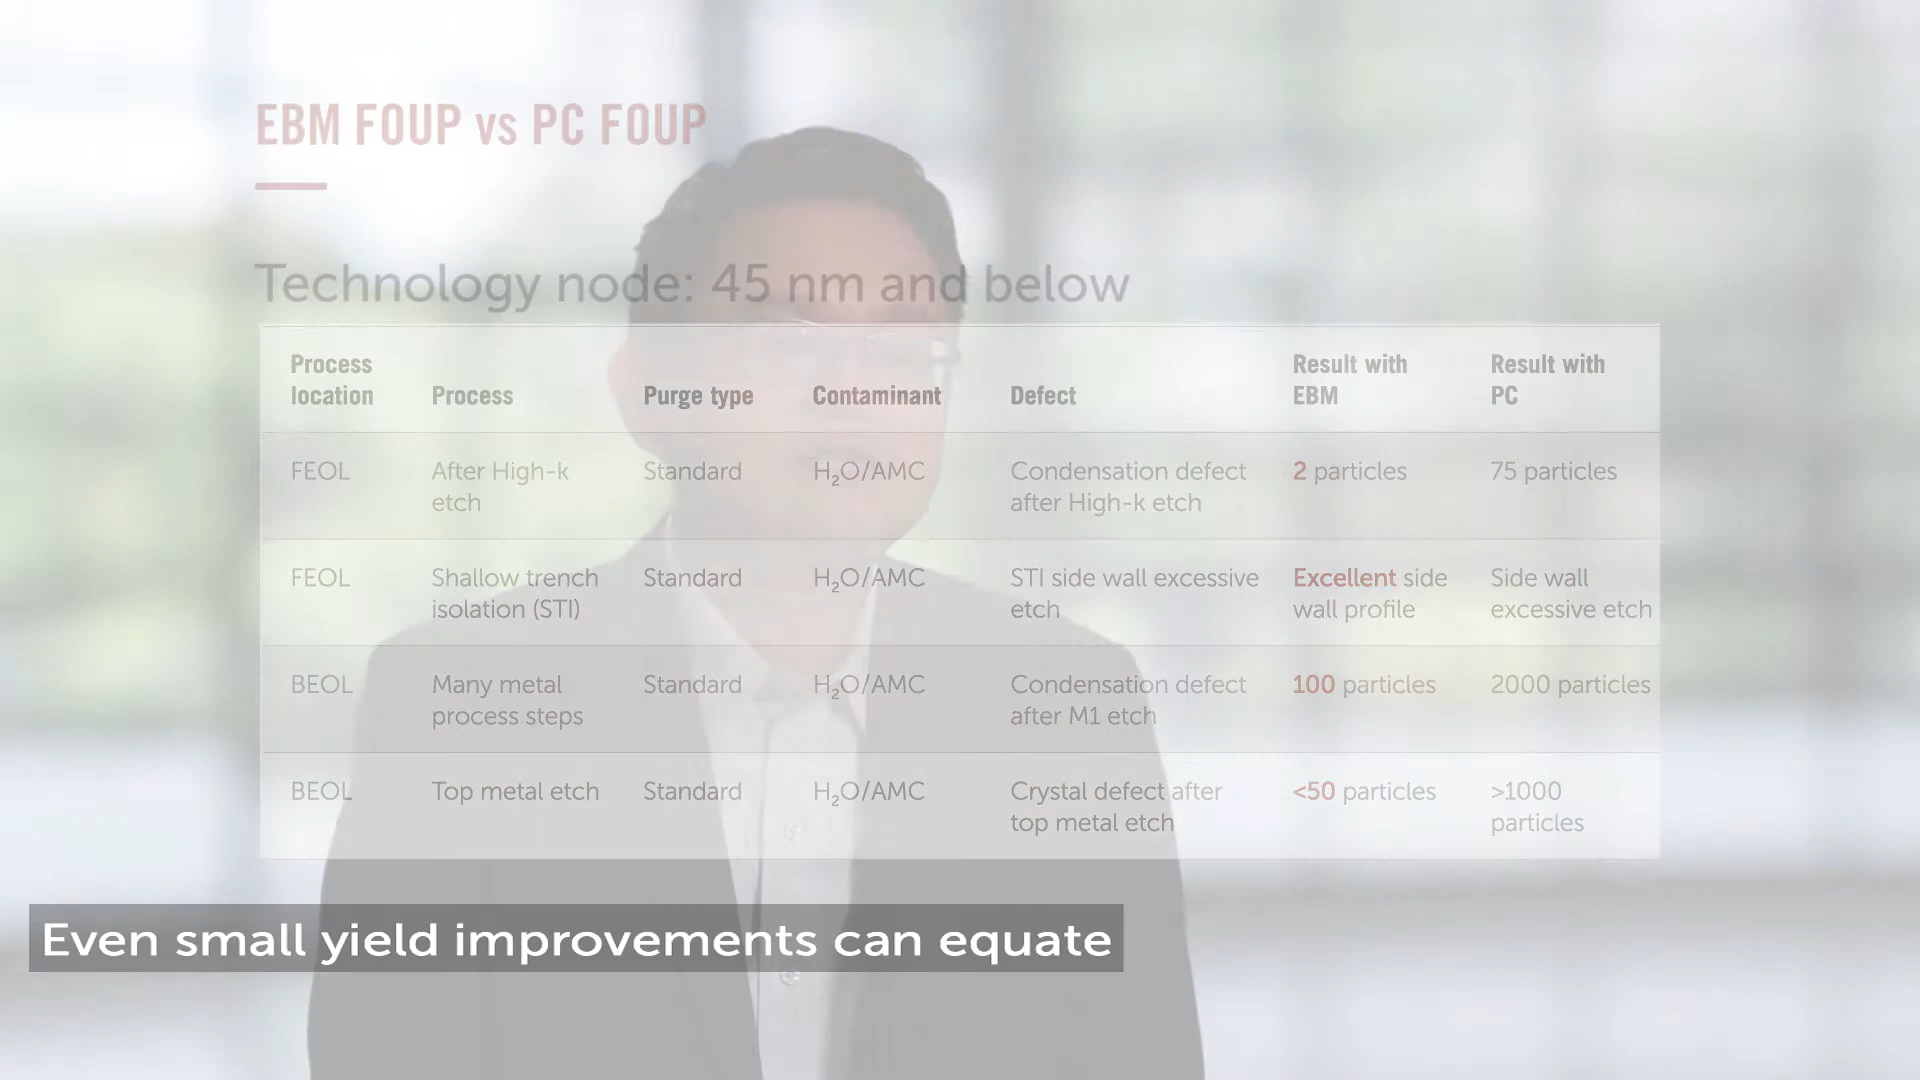 EBM FOUP vs PC FOUP
Technology node: 45 nm and below
Process location Process Purge type Contaminant Defect Result with EBM Result with PC
FEOL After High-k etch Standard H₂O/AMC Condensation defect after High-k etch 2 particles 75 particles
FEOL Shallow trench isolation (STI) Standard H₂O/AMC STI side wall excessive etch Excellent side wall profile Side wall excessive etch
BEOL Many metal process steps Standard H₂O/AMC Condensation defect after M1 etch 100 particles 2000 particles
BEOL Top metal etch Standard H₂O/AMC Crystal defect after top metal etch <50 particles >1000 particles
Even small yield improvements can equate